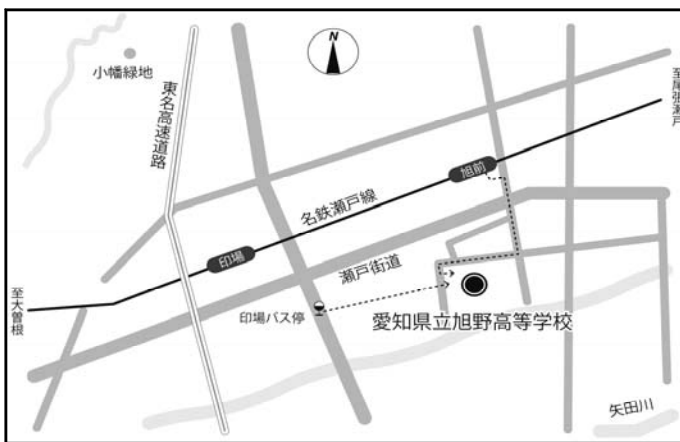 N
小幡緑地
東名高速道路
至尾張瀬戸
旭前
名鉄瀬戸線
印場
瀬戸街道
至大曽根
印場バス停
愛知県立旭野高等学校
矢田川